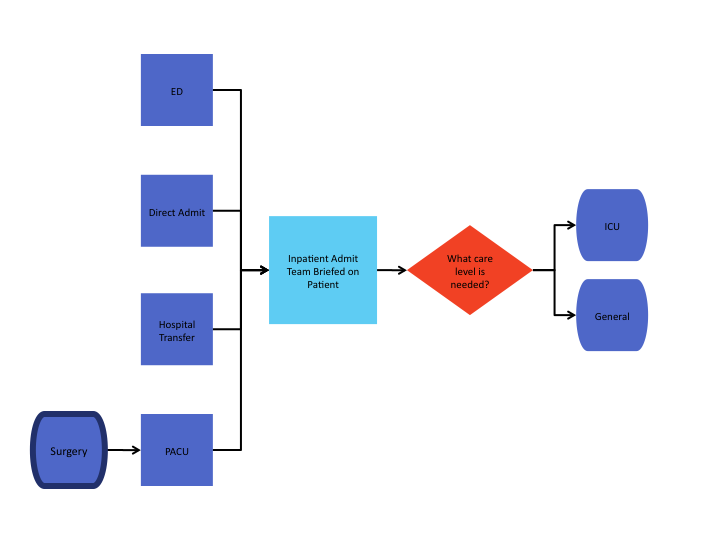 ED
Direct Admit
Hospital
Transfer
Surgery
PACU
Inpatient Admit
Team Briefed on
Patient
What care
level is
needed?
ICU
General